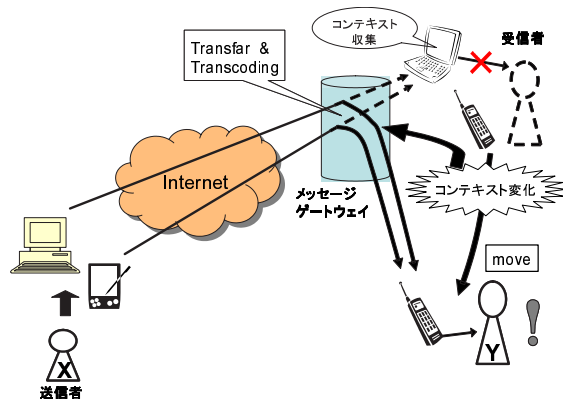 コンテキスト
収集
受信者
Transfar &
Transcoding
Internet
メッセージ
ゲートウェイ
コンテキスト変化
move
X
Y
送信者